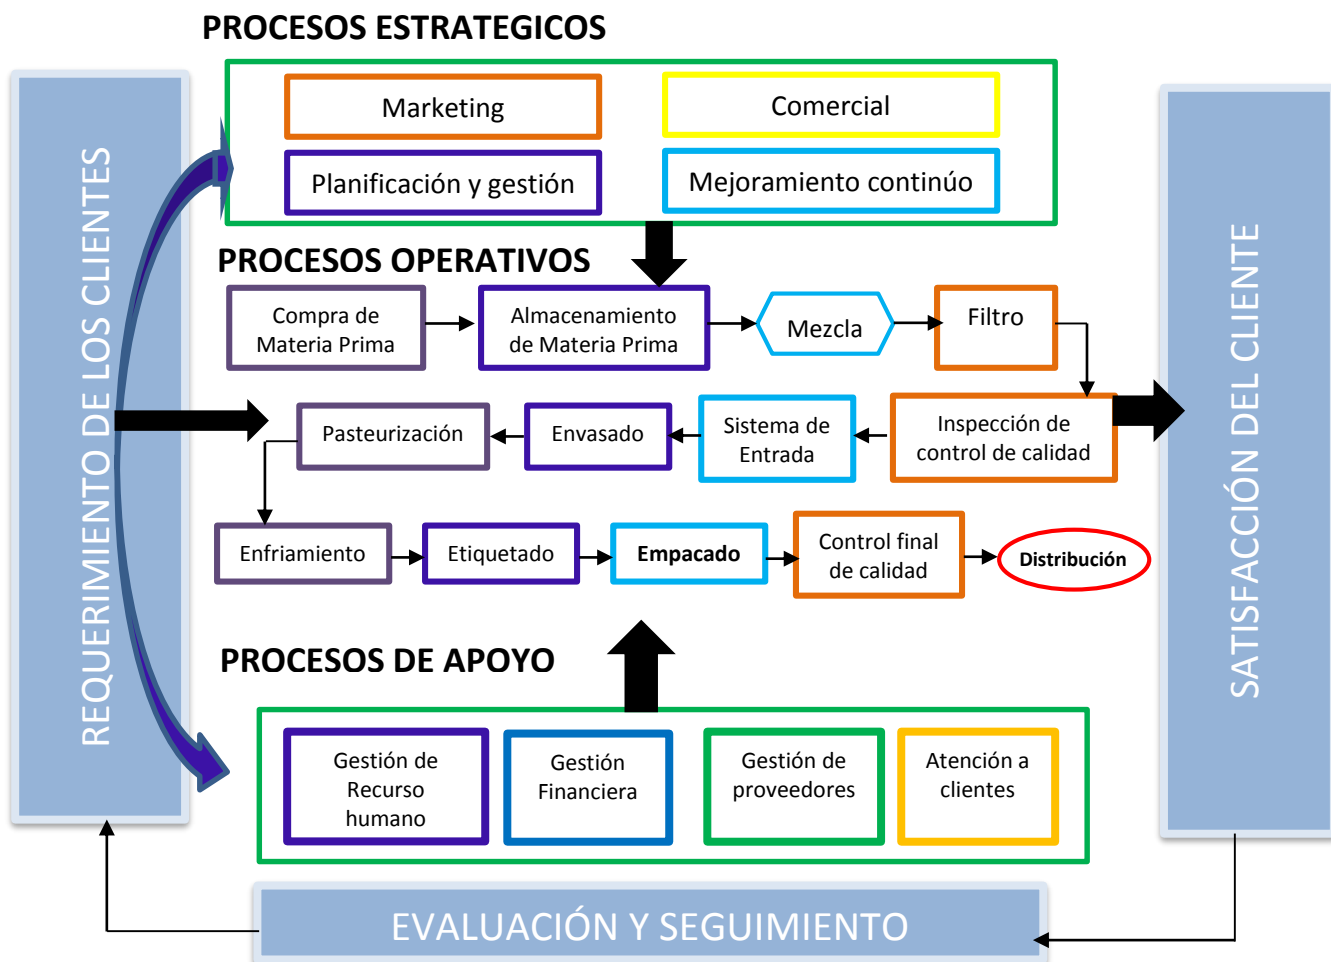 PROCESOS ESTRATEGICOS
Marketing
Comercial
Planificación y gestión
Mejoramiento continúo
REQUERIMIENTO DE LOS CLIENTES
PROCESOS OPERATIVOS
Compra de
Materia Prima
Almacenamiento
de Materia Prima
Mezcla
Filtro
Inspección de
control de calidad
Sistema de
Entrada
Envasado
Pasteurización
Enfriamiento
Etiquetado
Empacado
Control final
de calidad
Distribución
SATISFACCIÓN DEL CLIENTE
PROCESOS DE APOYO
Gestión de
Recurso
humano
Gestión
Financiera
Gestión de
proveedores
Atención a
clientes
EVALUACIÓN Y SEGUIMIENTO